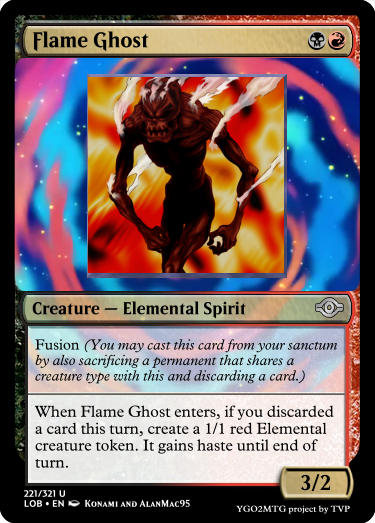 Flame Ghost
Creature — Elemental Spirit
Fusion (You may cast this card from your sanctum
by also sacrificing a permanent that shares a
creature type with this and discarding a card.)
When Flame Ghost enters, if you discarded
a card this turn, create a 1/1 red Elemental
creature token. It gains haste until end of
turn.
3/2
221/321 U
LOB • EN Konami and AlanMac95
YGO2MTG project by TVP